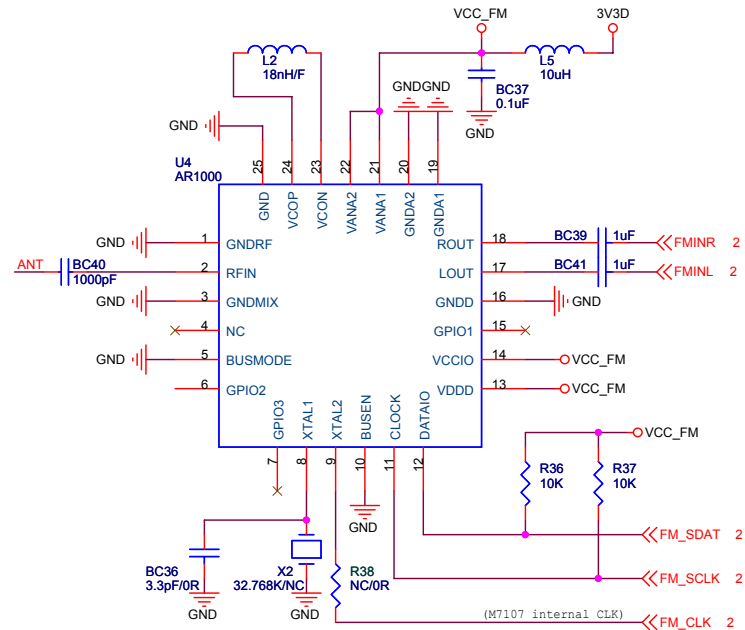 VCC_FM
3V3D
L2
18nH/F
L5
10uH
BC37
0.1uF
GND
GND
GND
GND
U4
AR1000
25
24
23
22
21
20
19
GND
VCOP
VCON
VANA2
VANA1
GNDA2
GNDA1
GND
1
GNDRF
ROUT
18
BC39
1uF
FMINR 2
ANT
BC40
1000pF
2
RFIN
LOUT
17
BC41
1uF
FMINL 2
GND
3
GNDMIX
GNDD
16
GND
4
NC
GPIO1
15
GND
5
BUSMODE
VCCIO
14
VCC_FM
6
GPIO2
VDDD
13
VCC_FM
GPIO3
XTAL1
XTAL2
BUSEN
CLOCK
DATAIO
7
8
9
10
11
12
VCC_FM
R36
10K
R37
10K
GND
FM_SDAT 2
BC36
3.3pF/0R
X2
32.768K/NC
R38
NC/0R
FM_SCLK 2
GND
GND
(M7107 internal CLK)
FM_CLK 2